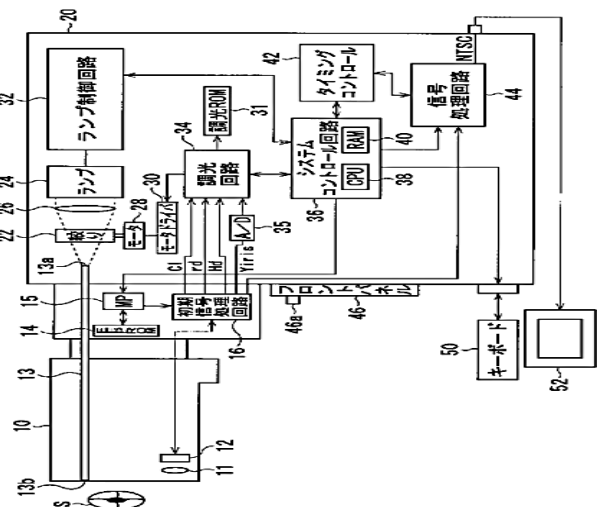 20
32
ランプ制御回路
24
ランプ
26
22
絞り
28
モータ
30
モータドライバ
34
調光回路
31
調光ROM
42
タイミング
コントロール
システム
コントロール回路
36
CPU
38
RAM
40
信号
処理回路
44
NTSC
35
A/D
Cl
rd
Hd
Yiris
13a
15
MP
14
EEPROM
初期
信号
処理
回路
16
46a
46
フロントパネル
10
13
13b
12
11
S
50
キーボード
52